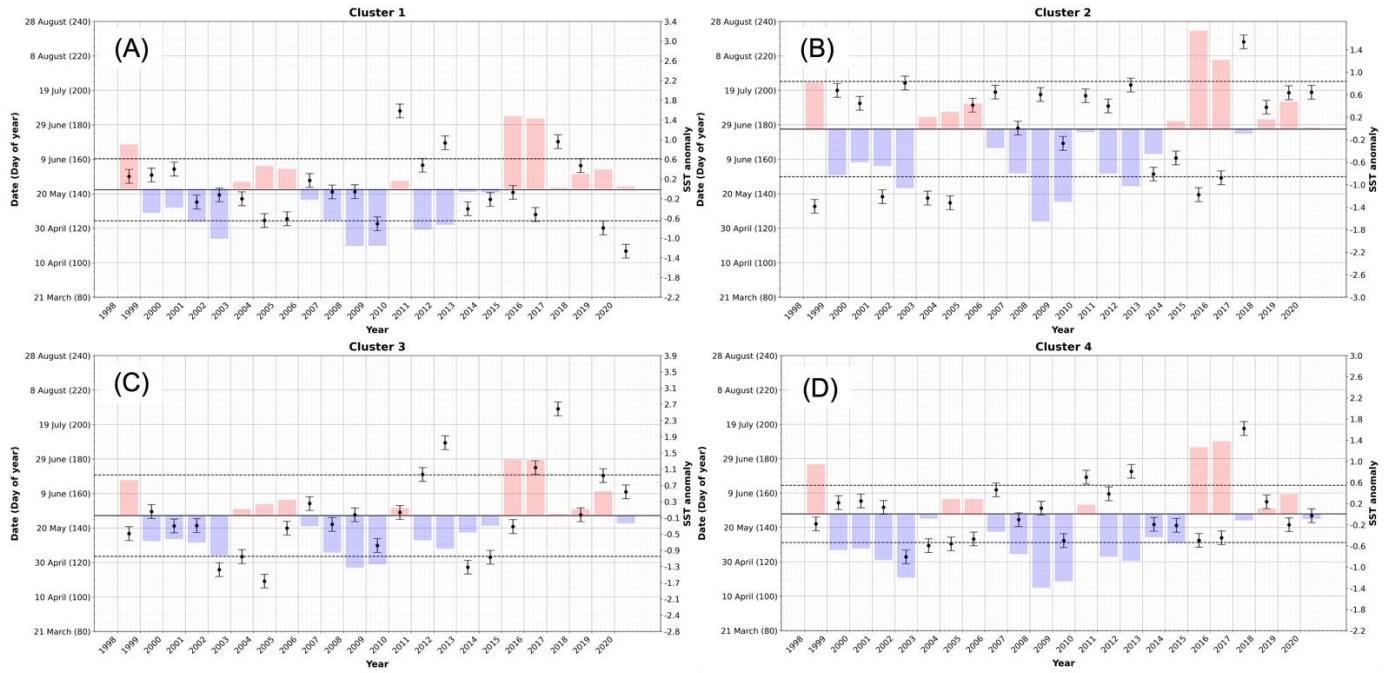 Cluster 1
(A)
Date (Day of year)
28 August (240)
8 August (220)
19 July (200)
29 June (180)
9 June (160)
20 May (140)
30 April (120)
10 April (100)
21 March (80)
3.4
3.0
2.6
2.2
1.8
1.4
1.0
0.6
0.2
-0.2
-0.6
-1.0
-1.4
-1.8
-2.2
SST anomaly
1998 1999 2000 2001 2002 2003 2004 2005 2006 2007 2008 2009 2010 2011 2012 2013 2014 2015 2016 2017 2018 2019 2020
Year
Cluster 2
(B)
Date (Day of year)
28 August (240)
8 August (220)
19 July (200)
29 June (180)
9 June (160)
20 May (140)
30 April (120)
10 April (100)
21 March (80)
1.4
1.0
0.6
0.2
-0.2
-0.6
-1.0
-1.4
-1.8
-2.2
-2.6
-3.0
SST anomaly
1998 1999 2000 2001 2002 2003 2004 2005 2006 2007 2008 2009 2010 2011 2012 2013 2014 2015 2016 2017 2018 2019 2020
Year
Cluster 3
(C)
Date (Day of year)
28 August (240)
8 August (220)
19 July (200)
29 June (180)
9 June (160)
20 May (140)
30 April (120)
10 April (100)
21 March (80)
3.9
3.5
3.1
2.7
2.3
1.9
1.5
1.1
0.7
0.3
-0.1
-0.5
-0.9
-1.3
-1.7
-2.1
-2.4
-2.8
SST anomaly
1998 1999 2000 2001 2002 2003 2004 2005 2006 2007 2008 2009 2010 2011 2012 2013 2014 2015 2016 2017 2018 2019 2020
Year
Cluster 4
(D)
Date (Day of year)
28 August (240)
8 August (220)
19 July (200)
29 June (180)
9 June (160)
20 May (140)
30 April (120)
10 April (100)
21 March (80)
3.0
2.6
2.2
1.8
1.4
1.0
0.6
0.2
-0.2
-0.6
-1.0
-1.4
-1.8
-2.2
SST anomaly
1998 1999 2000 2001 2002 2003 2004 2005 2006 2007 2008 2009 2010 2011 2012 2013 2014 2015 2016 2017 2018 2019 2020
Year